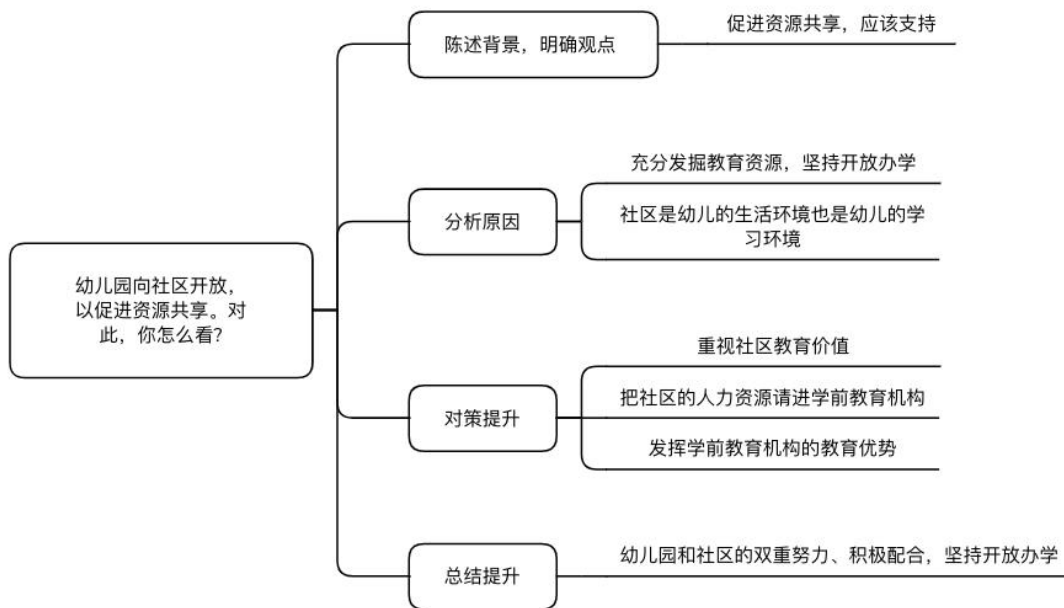 幼儿园向社区开放，
以促进资源共享。对
此，你怎么看?
陈述背景，明确观点
促进资源共享，应该支持
分析原因
充分发掘教育资源，坚持开放办学
社区是幼儿的生活环境也是幼儿的学
习环境
对策提升
重视社区教育价值
把社区的人力资源请进学前教育机构
发挥学前教育机构的教育优势
总结提升
幼儿园和社区的双重努力、积极配合，坚持开放办学